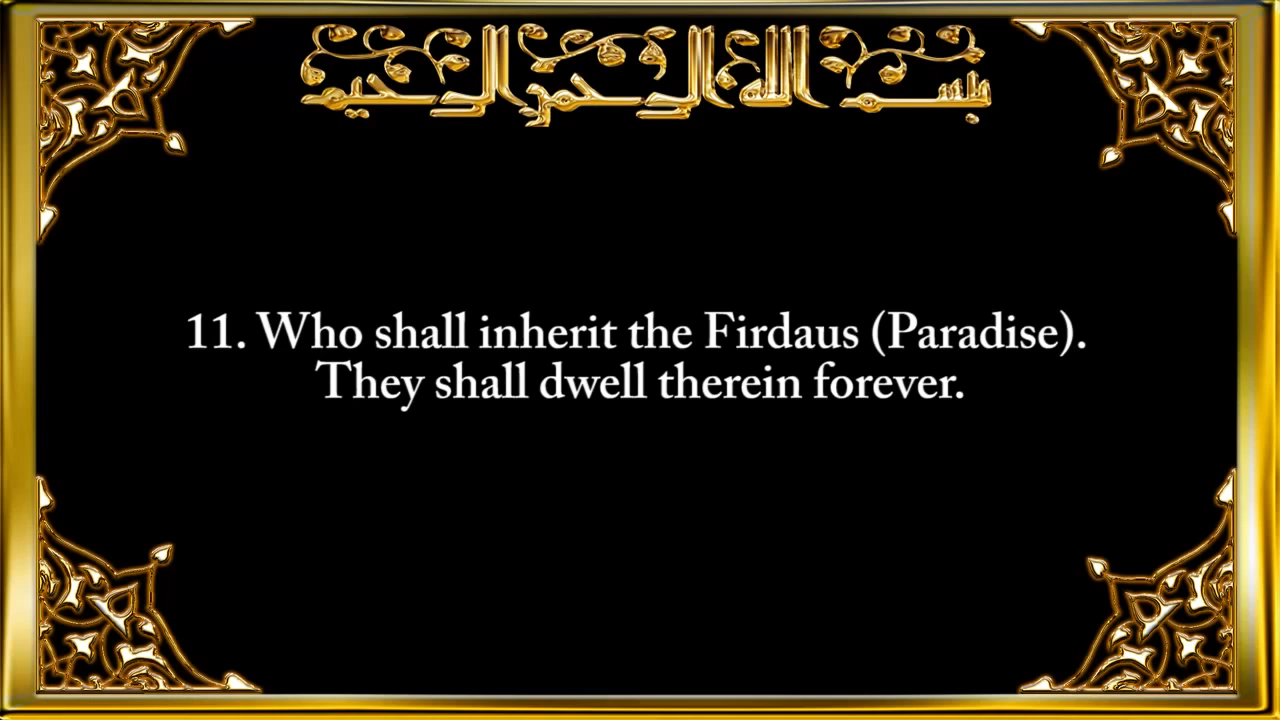 بسم الله الرحمن الرحيم
11. Who shall inherit the Firdaus (Paradise).
They shall dwell therein forever.